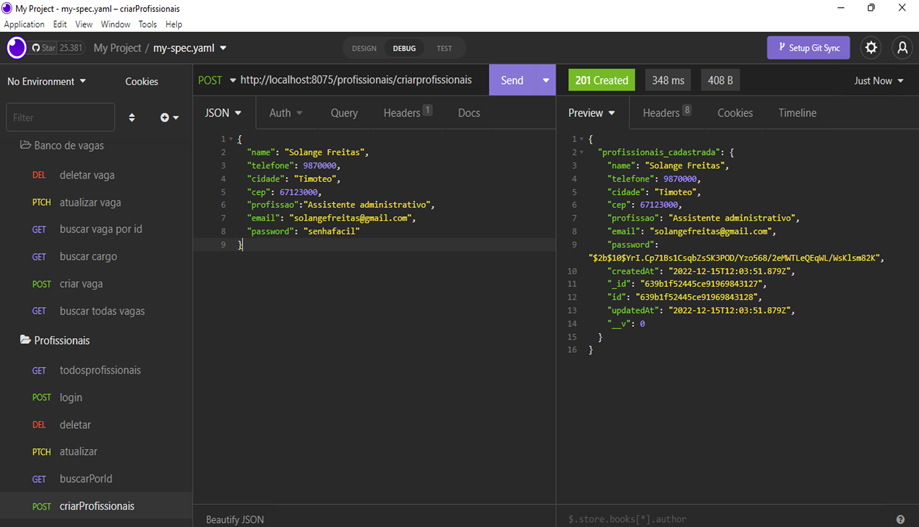 My Project - my-spec.yaml – criarProfissionais
Application Edit View Window Tools Help
Star 25.381 My Project / my-spec.yaml DESIGN DEBUG TEST Setup Git Sync
No Environment Cookies
Filter
Banco de vagas
DEL deletar vaga
PTCH atualizar vaga
GET buscar vaga por id
GET buscar cargo
POST criar vaga
GET buscar todas vagas
Profissionais
GET todosprofissionais
POST login
DEL deletar
PTCH atualizar
GET buscarPorId
POST criarProfissionais
POST http://localhost:8075/profissionais/criarprofissionais Send
JSON Auth Query Headers 1 Docs
1 {
2 "name": "Solange Freitas",
3 "telefone": 9870000,
4 "cidade": "Timoteo",
5 "cep": 67123000,
6 "profissao":"Assistente administrativo",
7 "email": "solangefreitas@gmail.com",
8 "password": "senhafacil"
9 }
Beautify JSON
201 Created 348 ms 408 B Just Now
Preview Headers 8 Cookies Timeline
1 {
2 "profissionais_cadastrada": {
3 "name": "Solange Freitas",
4 "telefone": 9870000,
5 "cidade": "Timoteo",
6 "cep": 67123000,
7 "profissao": "Assistente administrativo",
8 "email": "solangefreitas@gmail.com",
9 "password":
"$2b$10$YrI.Cp71Bs1CsqbZsSK3POD/Yzo568/2eMWTLeQEqWL/WsKlsm82K",
10 "createdAt": "2022-12-15T12:03:51.879Z",
11 "_id": "639b1f52445ce91969843127",
12 "id": "639b1f52445ce91969843128",
13 "updatedAt": "2022-12-15T12:03:51.879Z",
14 "__v": 0
15 }
16 }
$.store.books[*].author